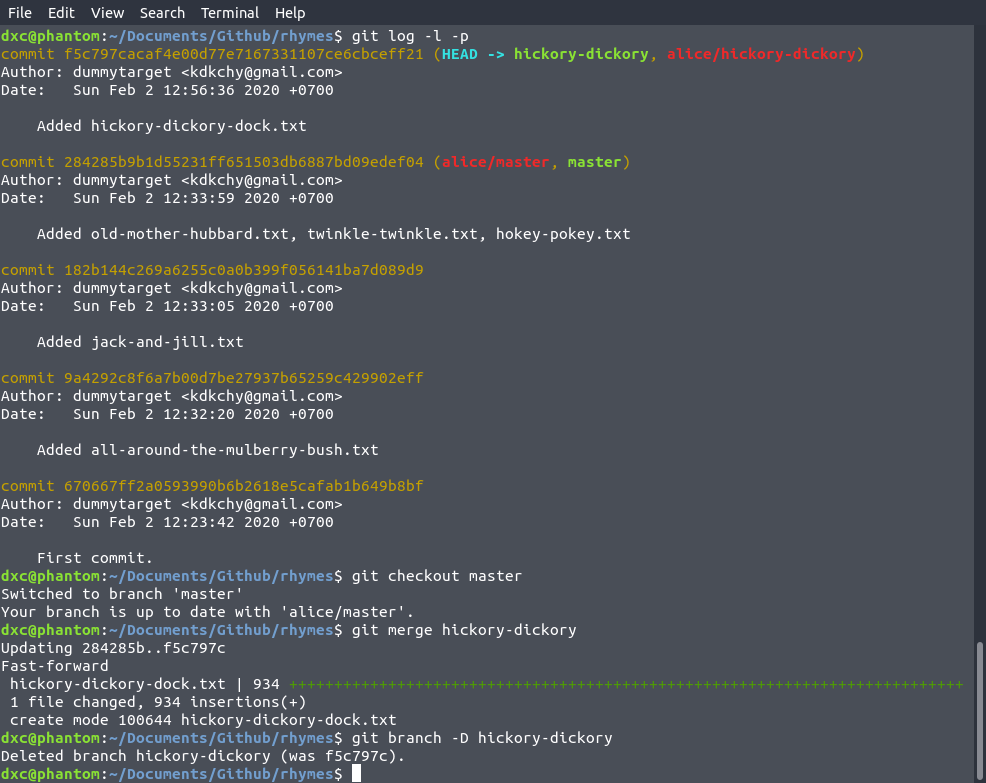 File Edit View Search Terminal Help
dxc@phantom:~/Documents/Github/rhymes$ git log -l -p
commit f5c797cacaf4e00d77e7167331107ce6cbceff21 (HEAD -> hickory-dickory, alice/hickory-dickory)
Author: dummytarget <kdkchy@gmail.com>
Date:   Sun Feb 2 12:56:36 2020 +0700
    Added hickory-dickory-dock.txt
commit 284285b9b1d55231ff651503db6887bd09edef04 (alice/master, master)
Author: dummytarget <kdkchy@gmail.com>
Date:   Sun Feb 2 12:33:59 2020 +0700
    Added old-mother-hubbard.txt, twinkle-twinkle.txt, hokey-pokey.txt
commit 182b144c269a6255c0a0b399f056141ba7d089d9
Author: dummytarget <kdkchy@gmail.com>
Date:   Sun Feb 2 12:33:05 2020 +0700
    Added jack-and-jill.txt
commit 9a4292c8f6a7b00d7be27937b65259c429902eff
Author: dummytarget <kdkchy@gmail.com>
Date:   Sun Feb 2 12:32:20 2020 +0700
    Added all-around-the-mulberry-bush.txt
commit 670667ff2a0593990b6b2618e5cafab1b649b8bf
Author: dummytarget <kdkchy@gmail.com>
Date:   Sun Feb 2 12:23:42 2020 +0700
    First commit.
dxc@phantom:~/Documents/Github/rhymes$ git checkout master
Switched to branch 'master'
Your branch is up to date with 'alice/master'.
dxc@phantom:~/Documents/Github/rhymes$ git merge hickory-dickory
Updating 284285b..f5c797c
Fast-forward
 hickory-dickory-dock.txt | 934 +++++++++++++++++++++++++++++++++++++++++++++++++++++++++++++++++++++++++++
 1 file changed, 934 insertions(+)
 create mode 100644 hickory-dickory-dock.txt
dxc@phantom:~/Documents/Github/rhymes$ git branch -D hickory-dickory
Deleted branch hickory-dickory (was f5c797c).
dxc@phantom:~/Documents/Github/rhymes$